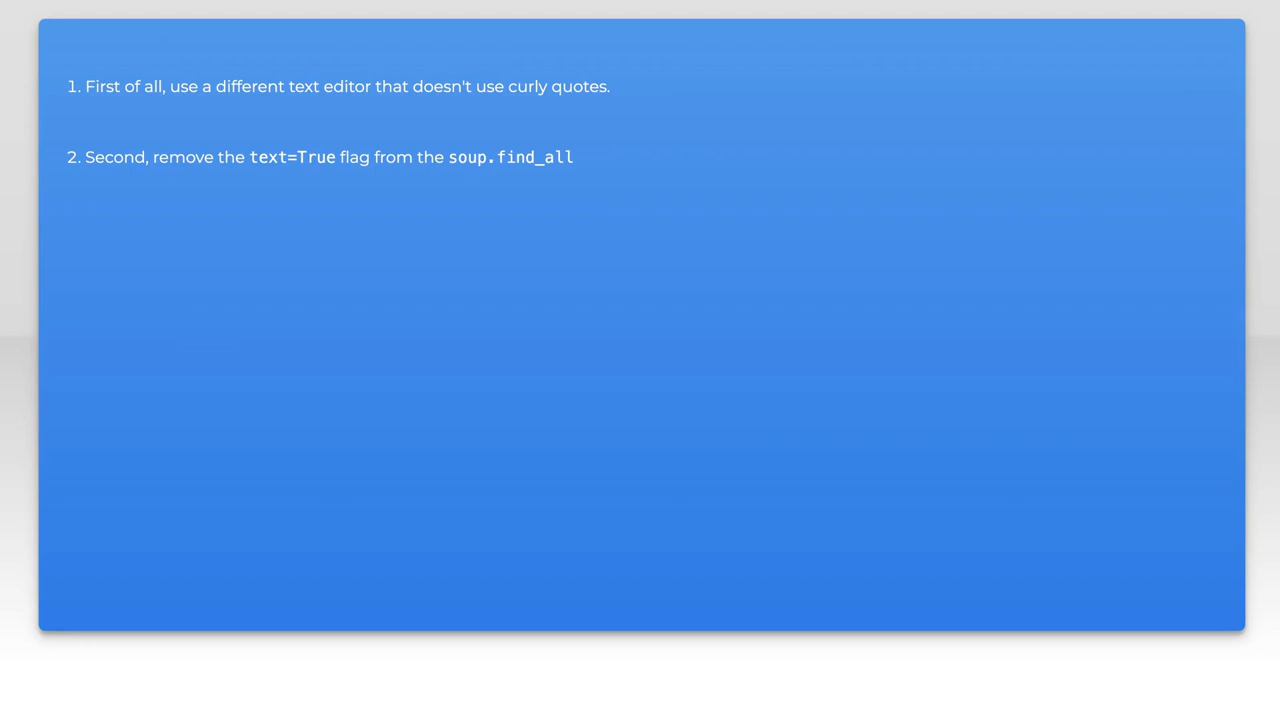 1. First of all, use a different text editor that doesn't use curly quotes.
2. Second, remove the text=True flag from the soup.find_all